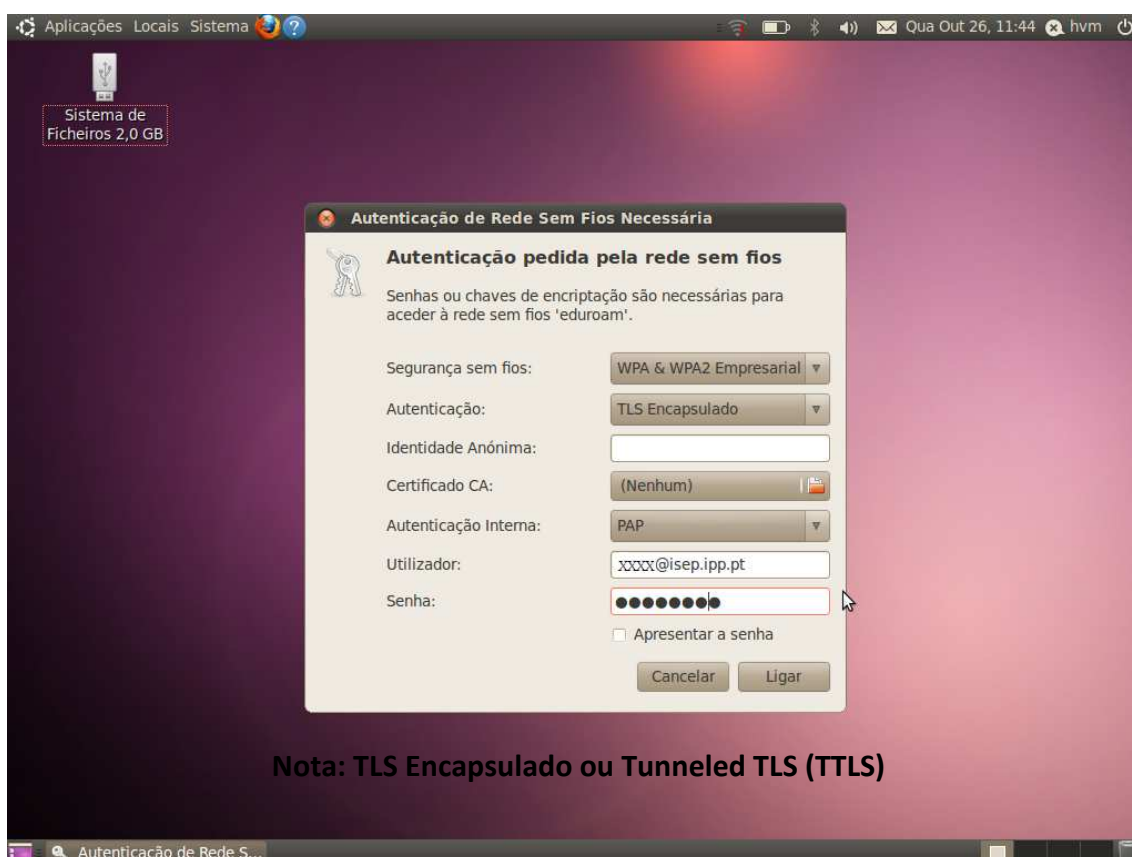 Aplicações Locais Sistema
Qua Out 26, 11:44 hvm
Sistema de
Ficheiros 2,0 GB
Autenticação de Rede Sem Fios Necessária
Autenticação pedida pela rede sem fios
Senhas ou chaves de encriptação são necessárias para
aceder à rede sem fios 'eduroam'.
Segurança sem fios: WPA & WPA2 Empresarial
Autenticação: TLS Encapsulado
Identidade Anónima:
Certificado CA: (Nenhum)
Autenticação Interna: PAP
Utilizador: xxxx@isep.ipp.pt
Senha: ●●●●●●●●
Apresentar a senha
Cancelar Ligar
Nota: TLS Encapsulado ou Tunneled TLS (TTLS)
Autenticação de Rede S...